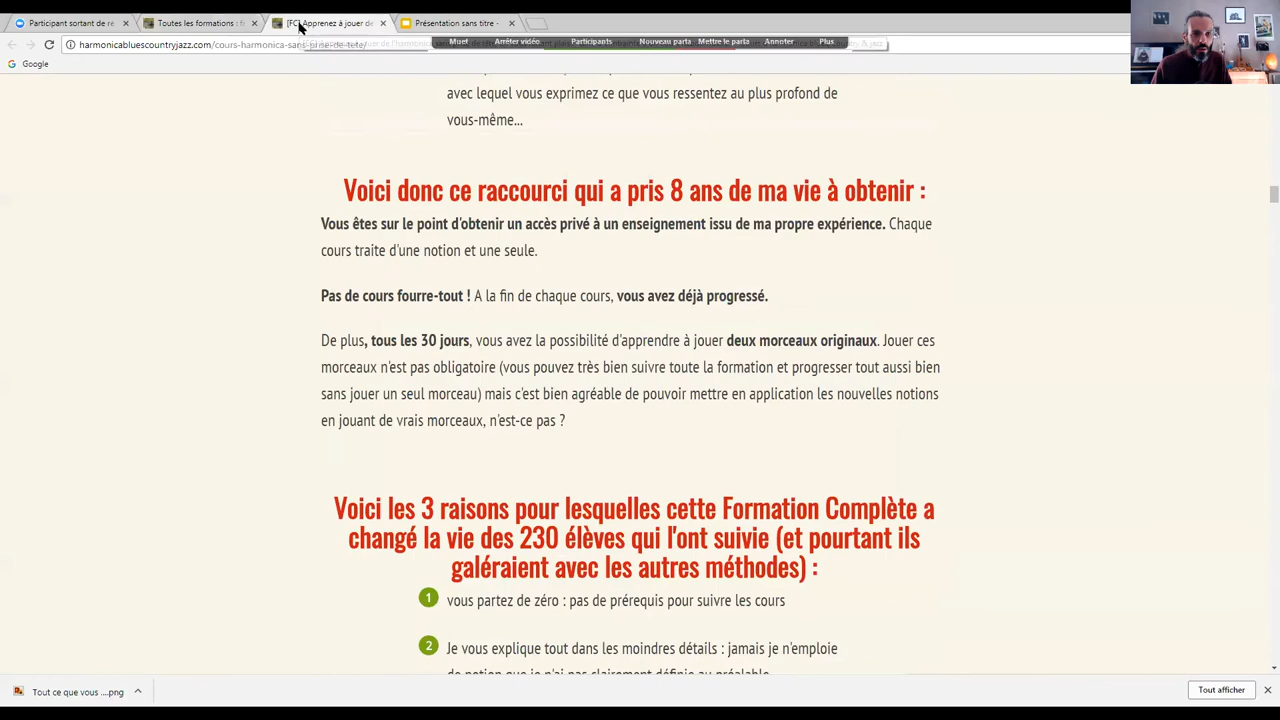 Participant sortant de ré
Toutes les formations : f
[FC] Apprenez à jouer de
Présentation sans titre -
harmonicabluescountryjazz.com/cours-harmonica-sans-prise-de-tete/
Muet
Arrêter vidéo
Participants
Nouveau parta
Mettre le parta
Annoter
Plus
Google
avec lequel vous exprimez ce que vous ressentez au plus profond de
vous-même...
Voici donc ce raccourci qui a pris 8 ans de ma vie à obtenir :
Vous êtes sur le point d'obtenir un accès privé à un enseignement issu de ma propre expérience. Chaque
cours traite d'une notion et une seule.
Pas de cours fourre-tout ! A la fin de chaque cours, vous avez déjà progressé.
De plus, tous les 30 jours, vous avez la possibilité d'apprendre à jouer deux morceaux originaux. Jouer ces
morceaux n'est pas obligatoire (vous pouvez très bien suivre toute la formation et progresser tout aussi bien
sans jouer un seul morceau) mais c'est bien agréable de pouvoir mettre en application les nouvelles notions
en jouant de vrais morceaux, n'est-ce pas ?
Voici les 3 raisons pour lesquelles cette Formation Complète a
changé la vie des 230 élèves qui l'ont suivie (et pourtant ils
galéraient avec les autres méthodes) :
1 vous partez de zéro : pas de prérequis pour suivre les cours
2 Je vous explique tout dans les moindres détails : jamais je n'emploie
de notion que je n'ai pas clairement définie au préalable
Tout ce que vous ....png
Tout afficher